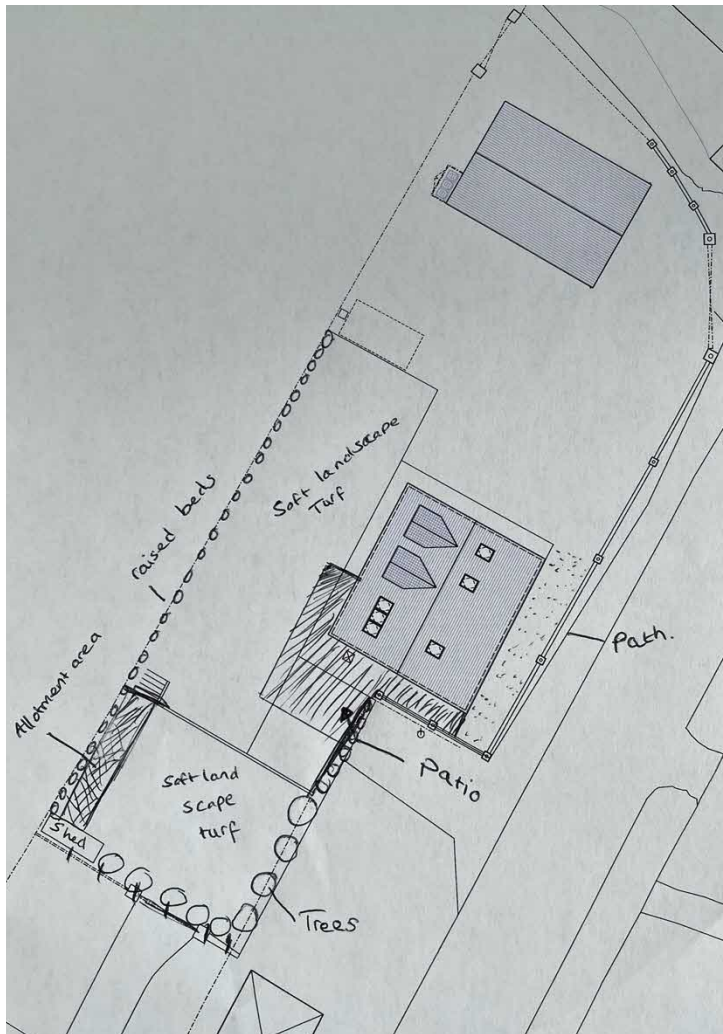 Soft landscape
Turf
raised beds
Path.
Allotment area
Patio
Soft land
scape
turf
Shed
Trees